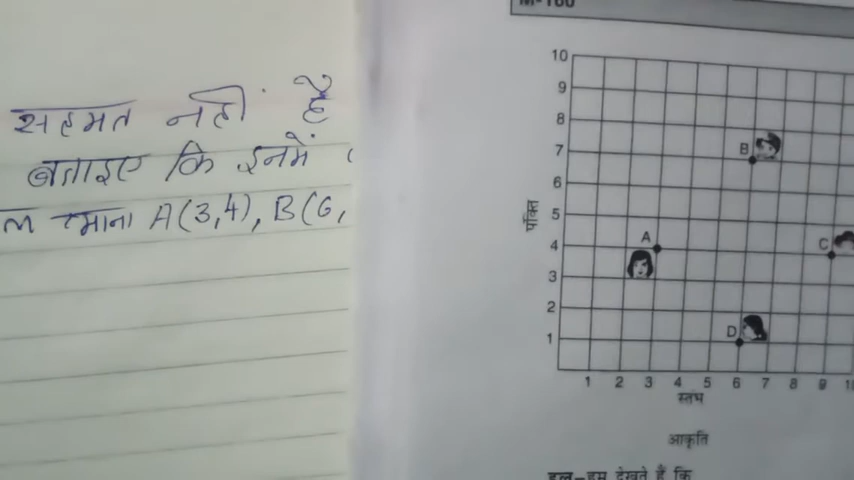 सहमत नहीं है
बताइए कि इनमें
माना A(3,4), B(6,
M-100
10
9
8
7
6
5
4
3
2
1
पंक्ति
A
B
C
D
1 2 3 4 5 6 7 8 9
स्तंभ
आकृति
हल–हम देखते हैं कि